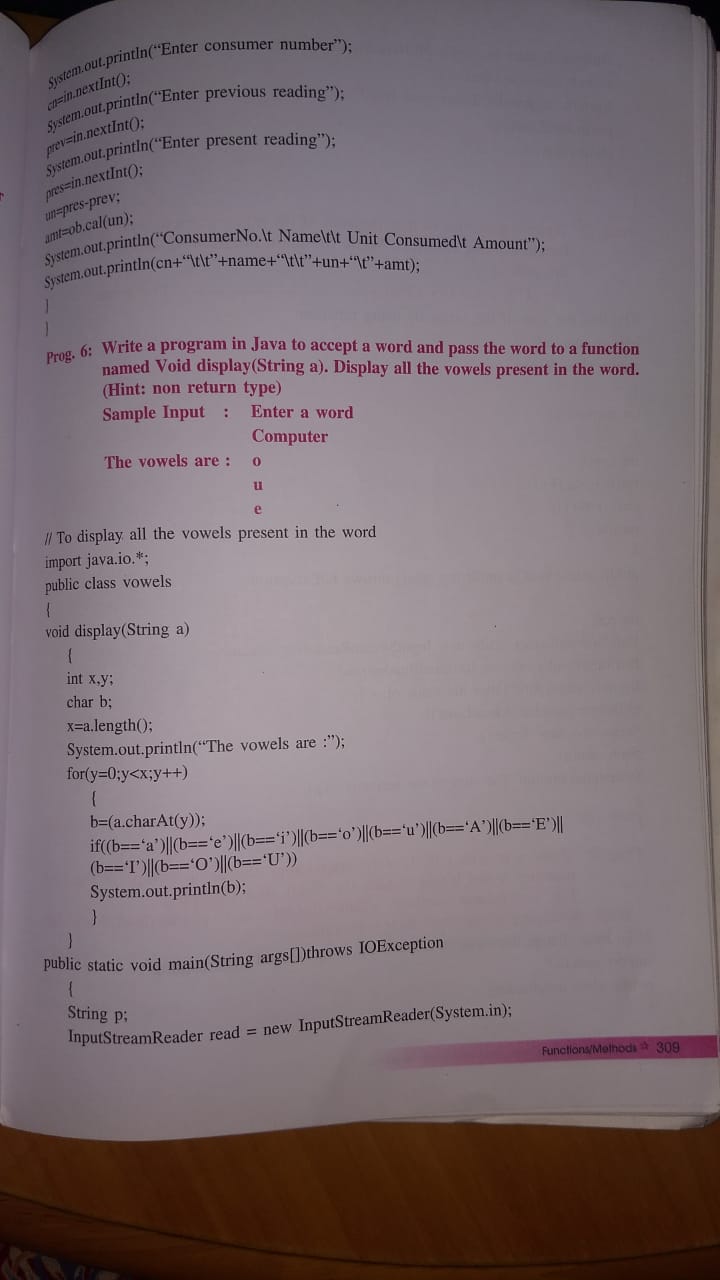 System.out.println(“Enter consumer number”);
cn=in.nextInt();
System.out.println(“Enter previous reading”);
prev=in.nextInt();
System.out.println(“Enter present reading”);
pres=in.nextInt();
un=pres-prev;
amt=ob.cal(un);
System.out.println(“ConsumerNo.\t Name\t\t Unit Consumed\t Amount”);
System.out.println(cn+“\t\t”+name+“\t\t”+un+“\t”+amt);
}
}
Prog. 6: Write a program in Java to accept a word and pass the word to a function
named Void display(String a). Display all the vowels present in the word.
(Hint: non return type)
Sample Input : Enter a word
Computer
The vowels are : o
u
e
// To display all the vowels present in the word
import java.io.*;
public class vowels
{
void display(String a)
{
int x,y;
char b;
x=a.length();
System.out.println(“The vowels are :”);
for(y=0;y<x;y++)
{
b=(a.charAt(y));
if((b==‘a’)||(b==‘e’)||(b==‘i’)||(b==‘o’)||(b==‘u’)||(b==‘A’)||(b==‘E’)||
(b==‘I’)||(b==‘O’)||(b==‘U’))
System.out.println(b);
}
}
public static void main(String args[])throws IOException
{
String p;
InputStreamReader read = new InputStreamReader(System.in);
Functions/Methods ☆ 309